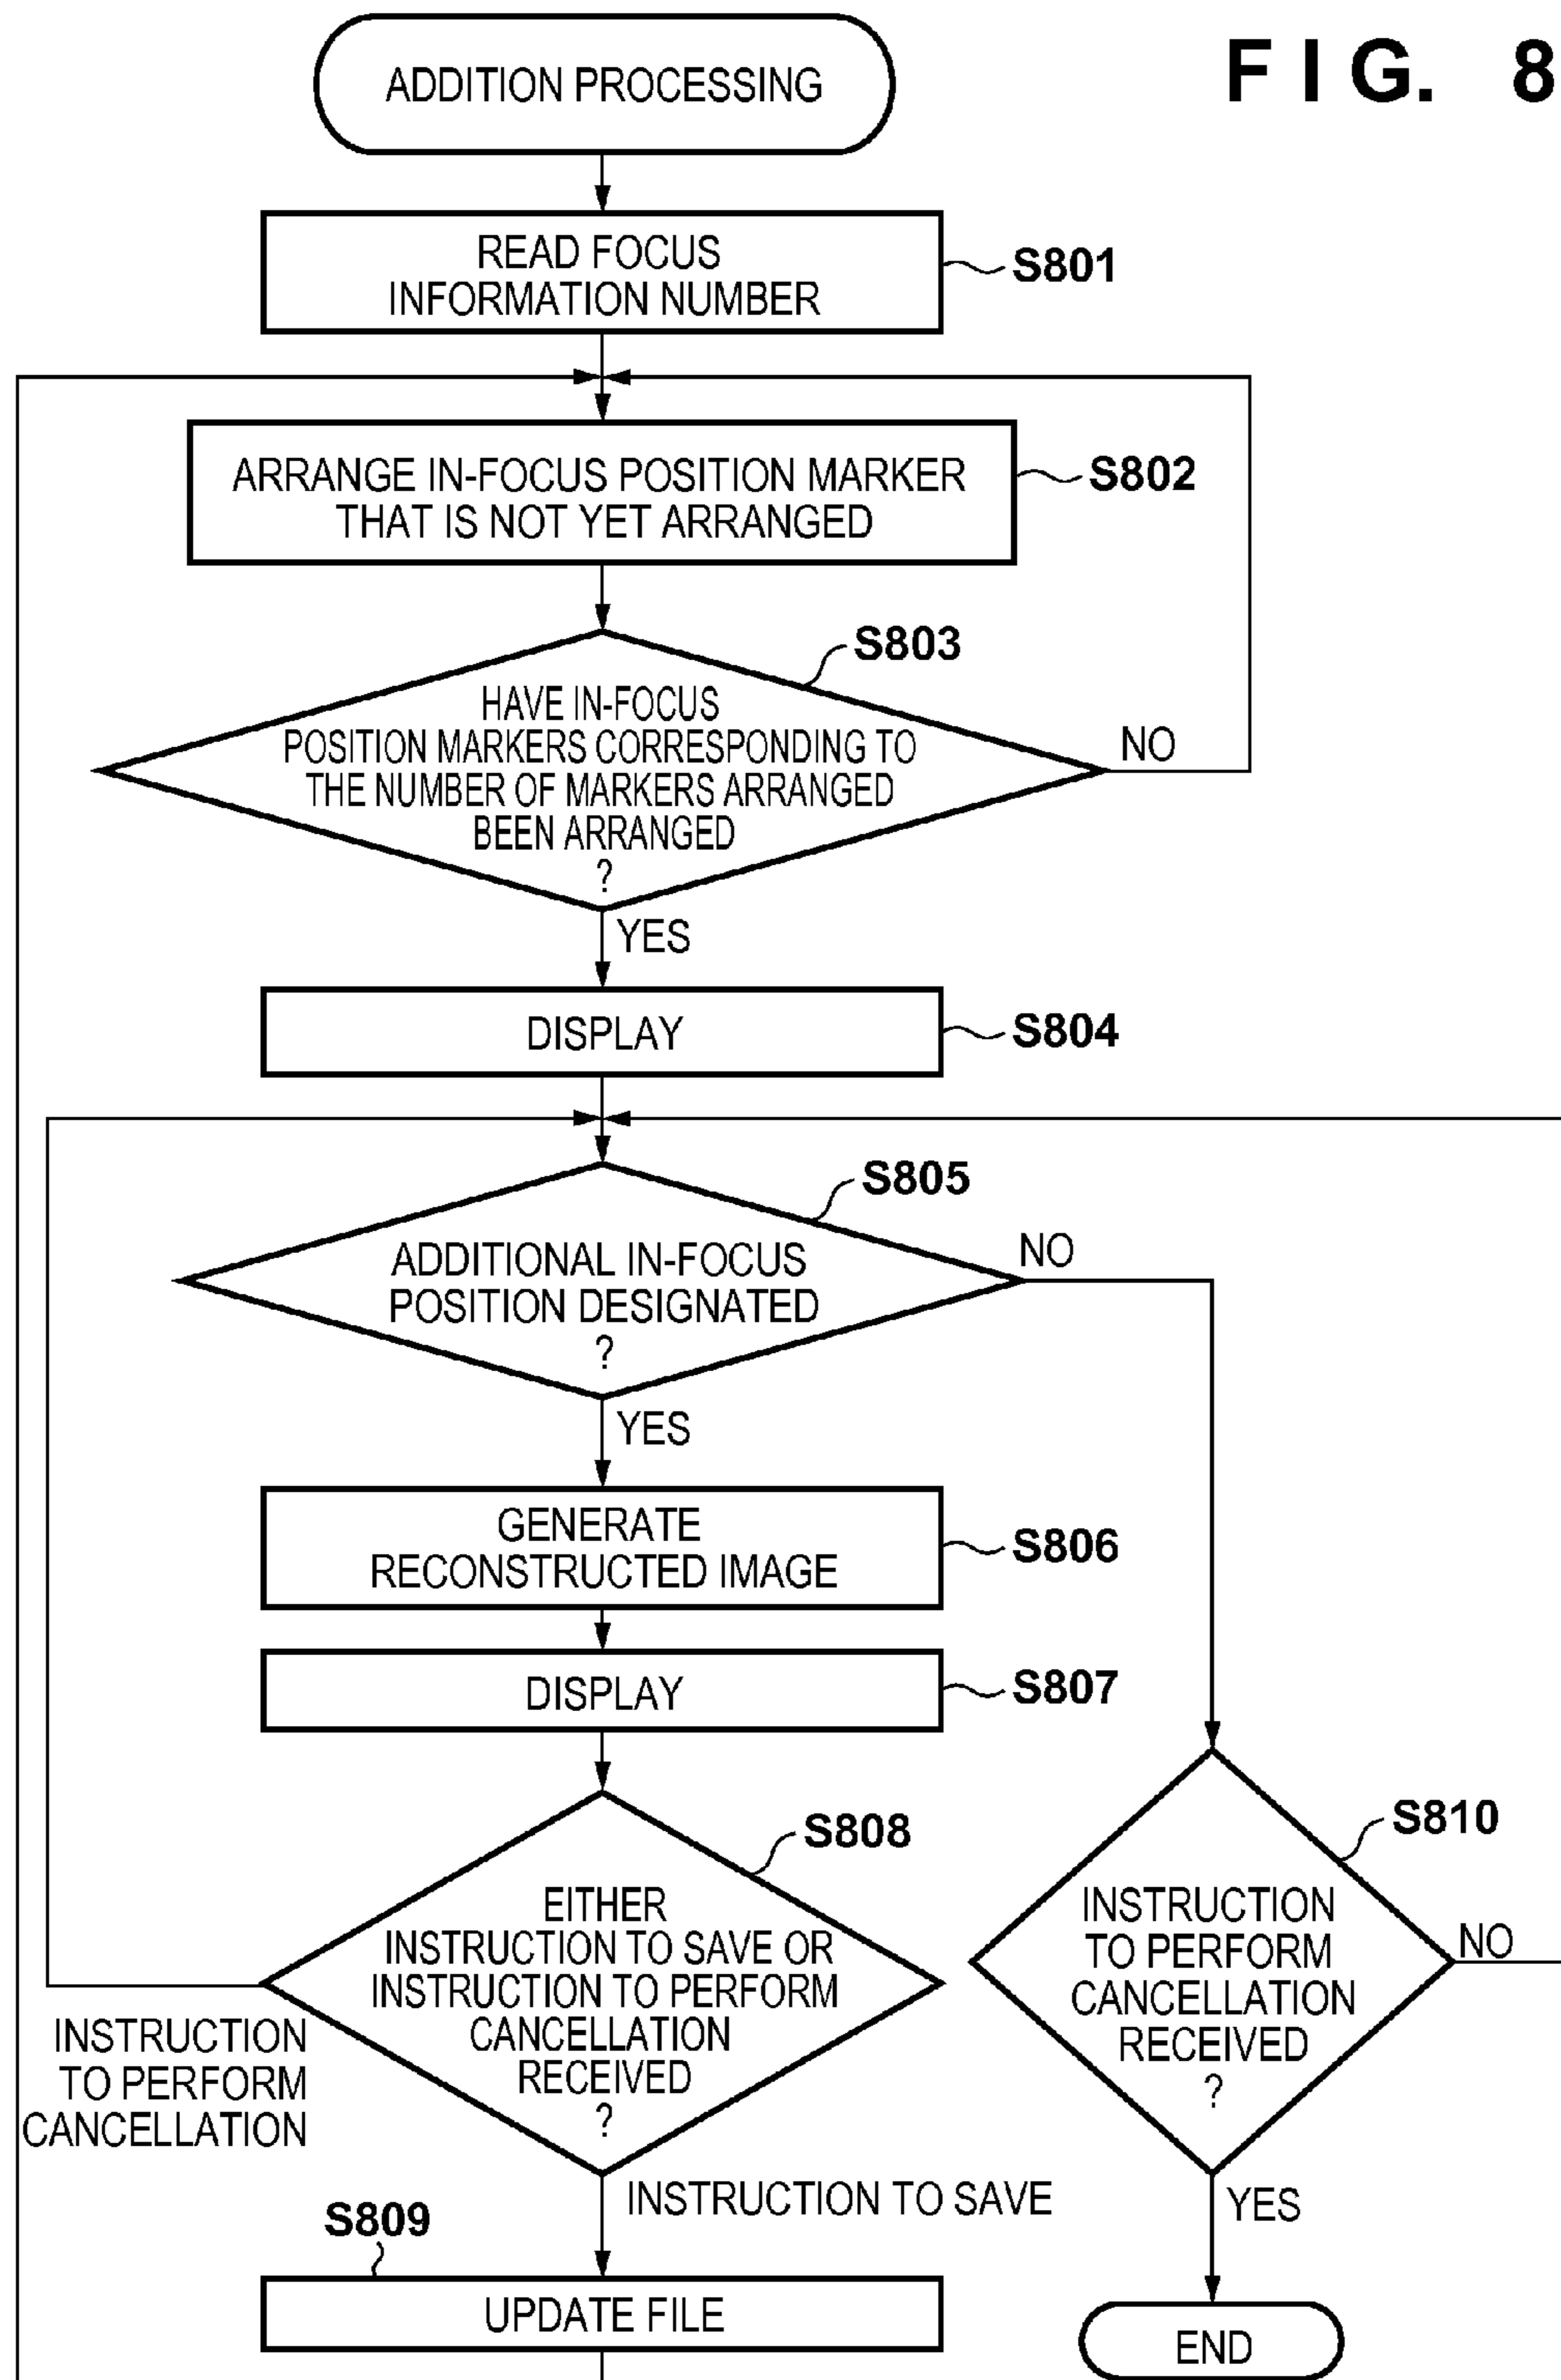 FIG. 8
ADDITION PROCESSING
READ FOCUS
INFORMATION NUMBER
S801
ARRANGE IN-FOCUS POSITION MARKER
THAT IS NOT YET ARRANGED
S802
S803
HAVE IN-FOCUS
POSITION MARKERS CORRESPONDING TO
THE NUMBER OF MARKERS ARRANGED
BEEN ARRANGED
?
NO
YES
DISPLAY
S804
S805
ADDITIONAL IN-FOCUS
POSITION DESIGNATED
?
NO
YES
GENERATE
RECONSTRUCTED IMAGE
S806
DISPLAY
S807
S808
EITHER
INSTRUCTION TO SAVE OR
INSTRUCTION TO PERFORM
CANCELLATION
RECEIVED
?
INSTRUCTION
TO PERFORM
CANCELLATION
S810
INSTRUCTION
TO PERFORM
CANCELLATION
RECEIVED
?
NO
INSTRUCTION TO SAVE
YES
S809
UPDATE FILE
END